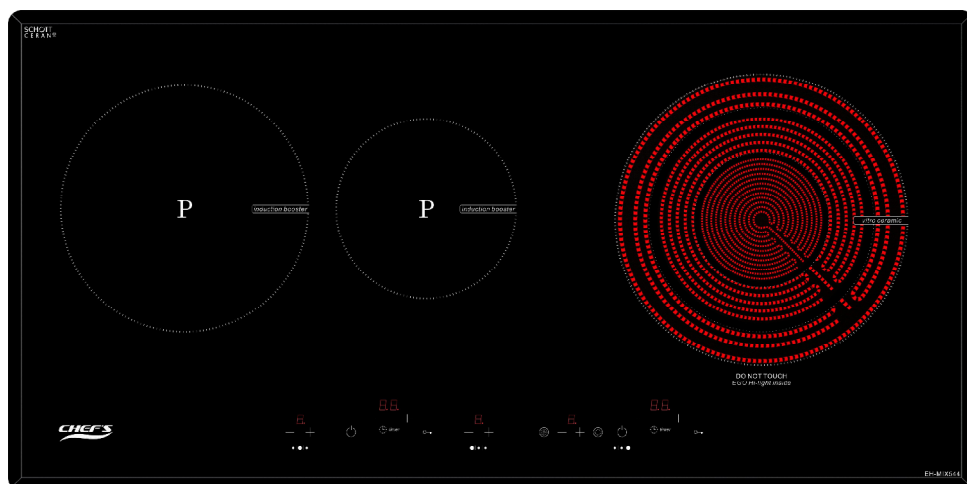 SCHOTT
CERAN®
P
induction booster
P
induction booster
vitro ceramic
DO NOT TOUCH
EGO Hi-light inside
CHEF'S
timer
timer
EH-MIX544